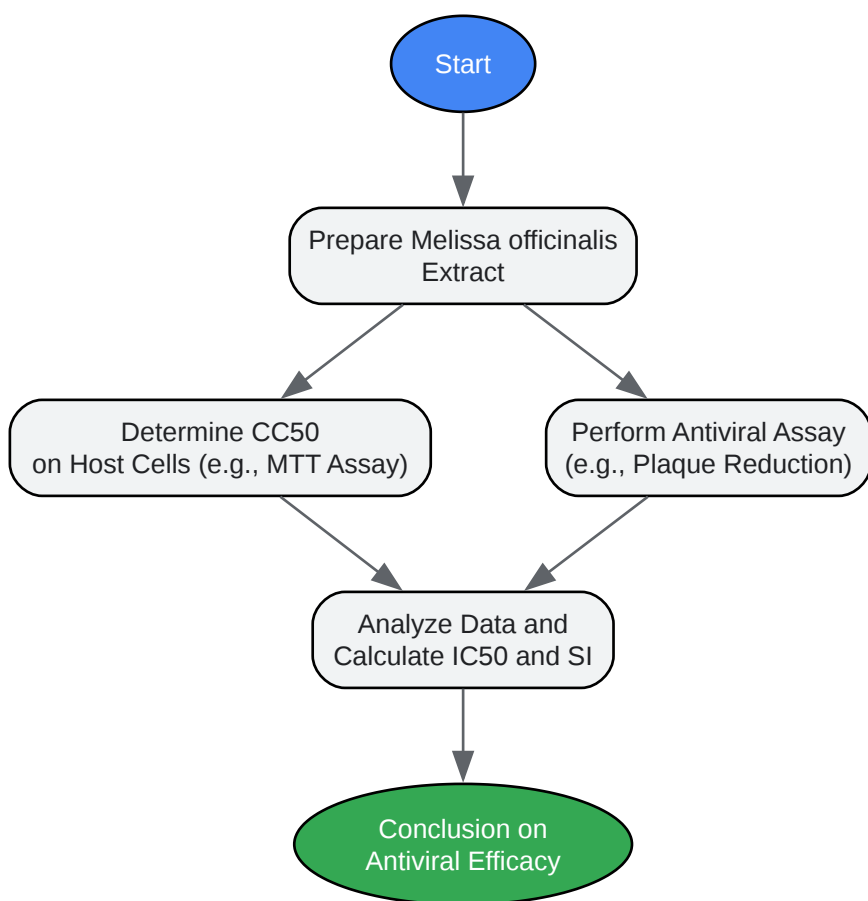 Start
Prepare Melissa officinalis
Extract
Determine CC50
on Host Cells (e.g., MTT Assay)
Perform Antiviral Assay
(e.g., Plaque Reduction)
Analyze Data and
Calculate IC50 and SI
Conclusion on
Antiviral Efficacy